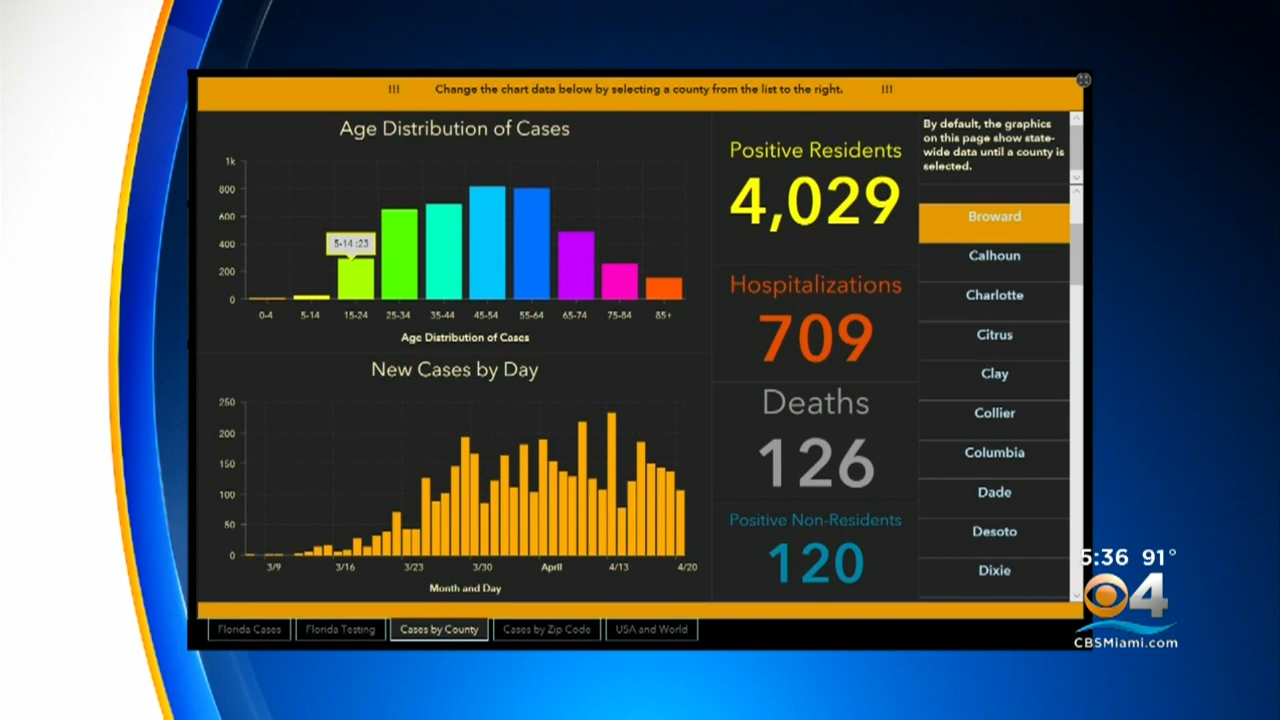 !!! Change the chart data below by selecting a county from the list to the right. !!!
Age Distribution of Cases
1k
800
600
400
200
0
5-14 :23
0-4 5-14 15-24 25-34 35-44 45-54 55-64 65-74 75-84 85+
Age Distribution of Cases
New Cases by Day
250
200
150
100
50
0
3/9 3/16 3/23 3/30 April 4/13 4/20
Month and Day
Positive Residents
4,029
Hospitalizations
709
Deaths
126
Positive Non-Residents
120
By default, the graphics
on this page show state-
wide data until a county is
selected.
Broward
Calhoun
Charlotte
Citrus
Clay
Collier
Columbia
Dade
Desoto
Dixie
Florida Cases
Florida Testing
Cases by County
Cases by Zip Code
USA and World
5:36 91°
4
CBSMiami.com